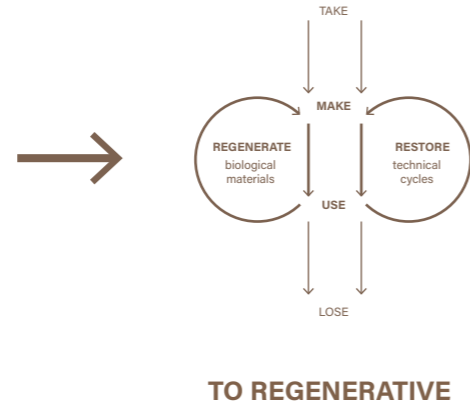 TAKE
MAKE
REGENERATE
biological
materials
RESTORE
technical
cycles
USE
LOSE
TO REGENERATIVE